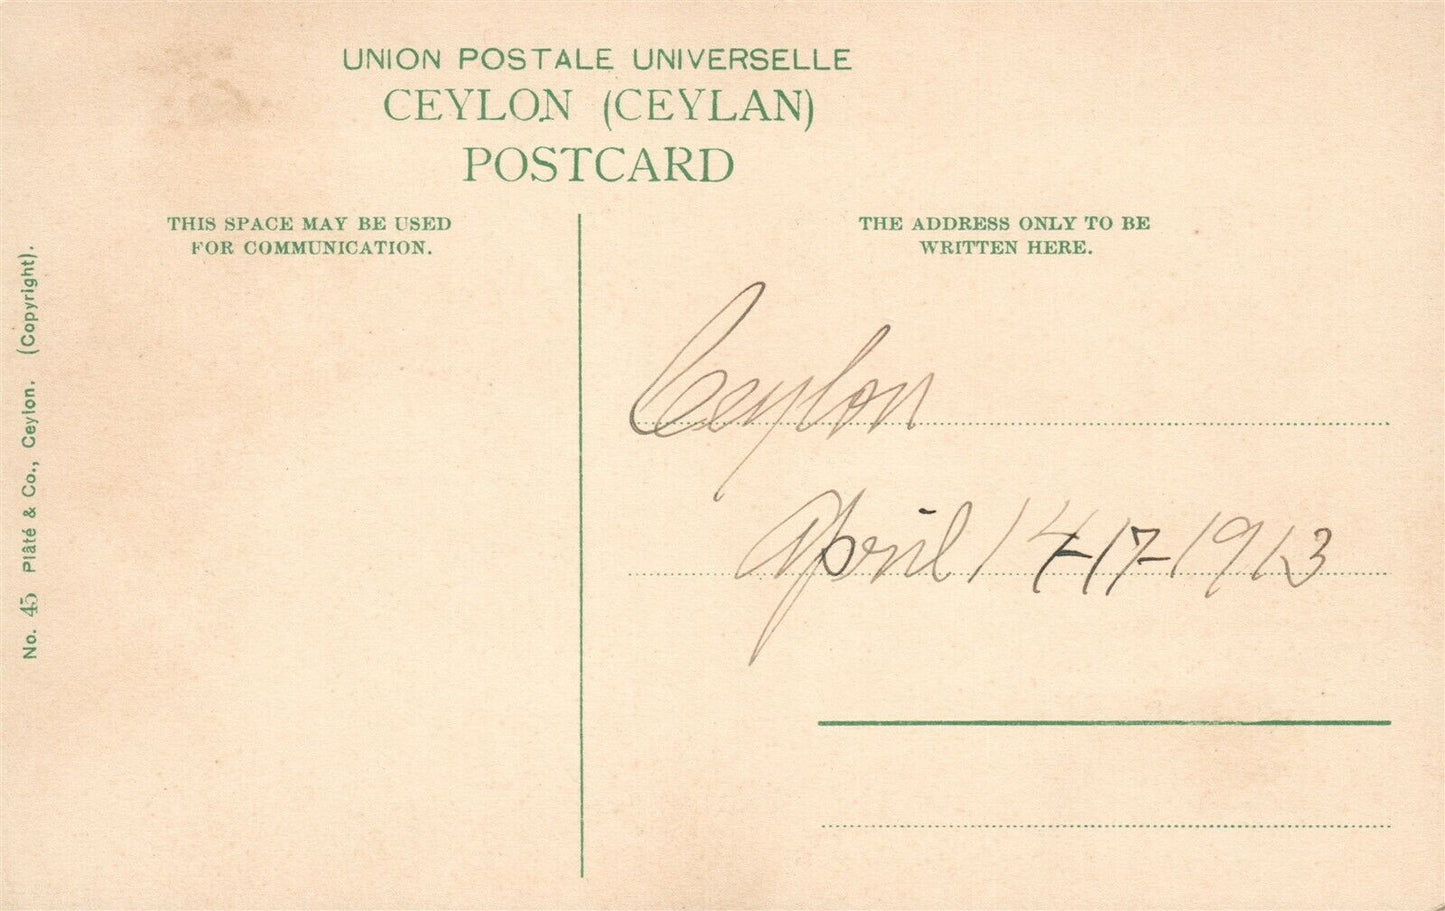 UNION POSTALE UNIVERSELLE
CEYLON (CEYLAN)
POSTCARD
THIS SPACE MAY BE USED
FOR COMMUNICATION.
THE ADDRESS ONLY TO BE
WRITTEN HERE.
Ceylon
April 14-17-1913
No. 45 Plâté & Co., Ceylon. (Copyright).